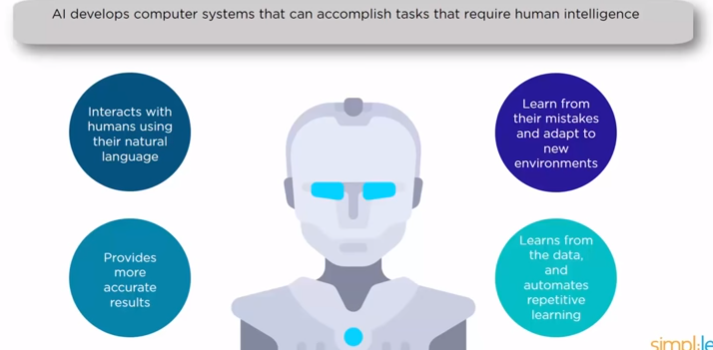 AI develops computer systems that can accomplish tasks that require human intelligence
Interacts with
humans using
their natural
language
Learn from
their mistakes
and adapt to
new
environments
Provides
more
accurate
results
Learns from
the data,
and
automates
repetitive
learning
simpl;le